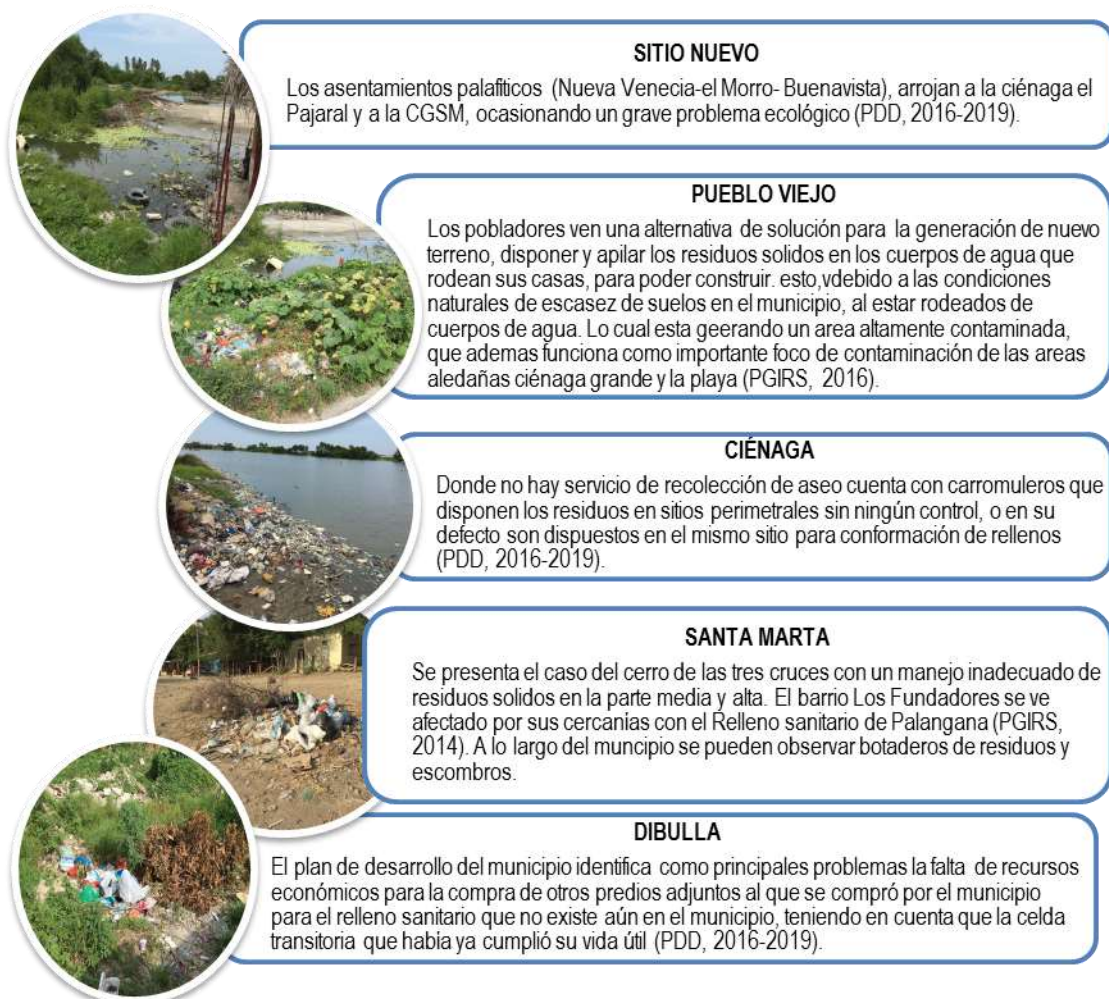 SITIO NUEVO
Los asentamientos palafíticos (Nueva Venecia-el Morro- Buenavista), arrojan a la ciénaga el
Pajaral y a la CGSM, ocasionando un grave problema ecológico (PDD, 2016-2019).
PUEBLO VIEJO
Los pobladores ven una alternativa de solución para la generación de nuevo
terreno, disponer y apilar los residuos solidos en los cuerpos de agua que
rodean sus casas, para poder construir. esto,vdebido a las condiciones
naturales de escasez de suelos en el municipio, al estar rodeados de
cuerpos de agua. Lo cual esta geerando un area altamente contaminada,
que ademas funciona como importante foco de contaminación de las areas
aledañas ciénaga grande y la playa (PGIRS, 2016).
CIÉNAGA
Donde no hay servicio de recolección de aseo cuenta con carromuleros que
disponen los residuos en sitios perimetrales sin ningún control, o en su
defecto son dispuestos en el mismo sitio para conformación de rellenos
(PDD, 2016-2019).
SANTA MARTA
Se presenta el caso del cerro de las tres cruces con un manejo inadecuado de
residuos solidos en la parte media y alta. El barrio Los Fundadores se ve
afectado por sus cercanías con el Relleno sanitario de Palangana (PGIRS,
2014). A lo largo del muncipio se pueden observar botaderos de residuos y
escombros.
DIBULLA
El plan de desarrollo del municipio identifica como principales problemas la falta de recursos
económicos para la compra de otros predios adjuntos al que se compró por el municipio
para el relleno sanitario que no existe aún en el municipio, teniendo en cuenta que la celda
transitoria que había ya cumplió su vida útil (PDD, 2016-2019).